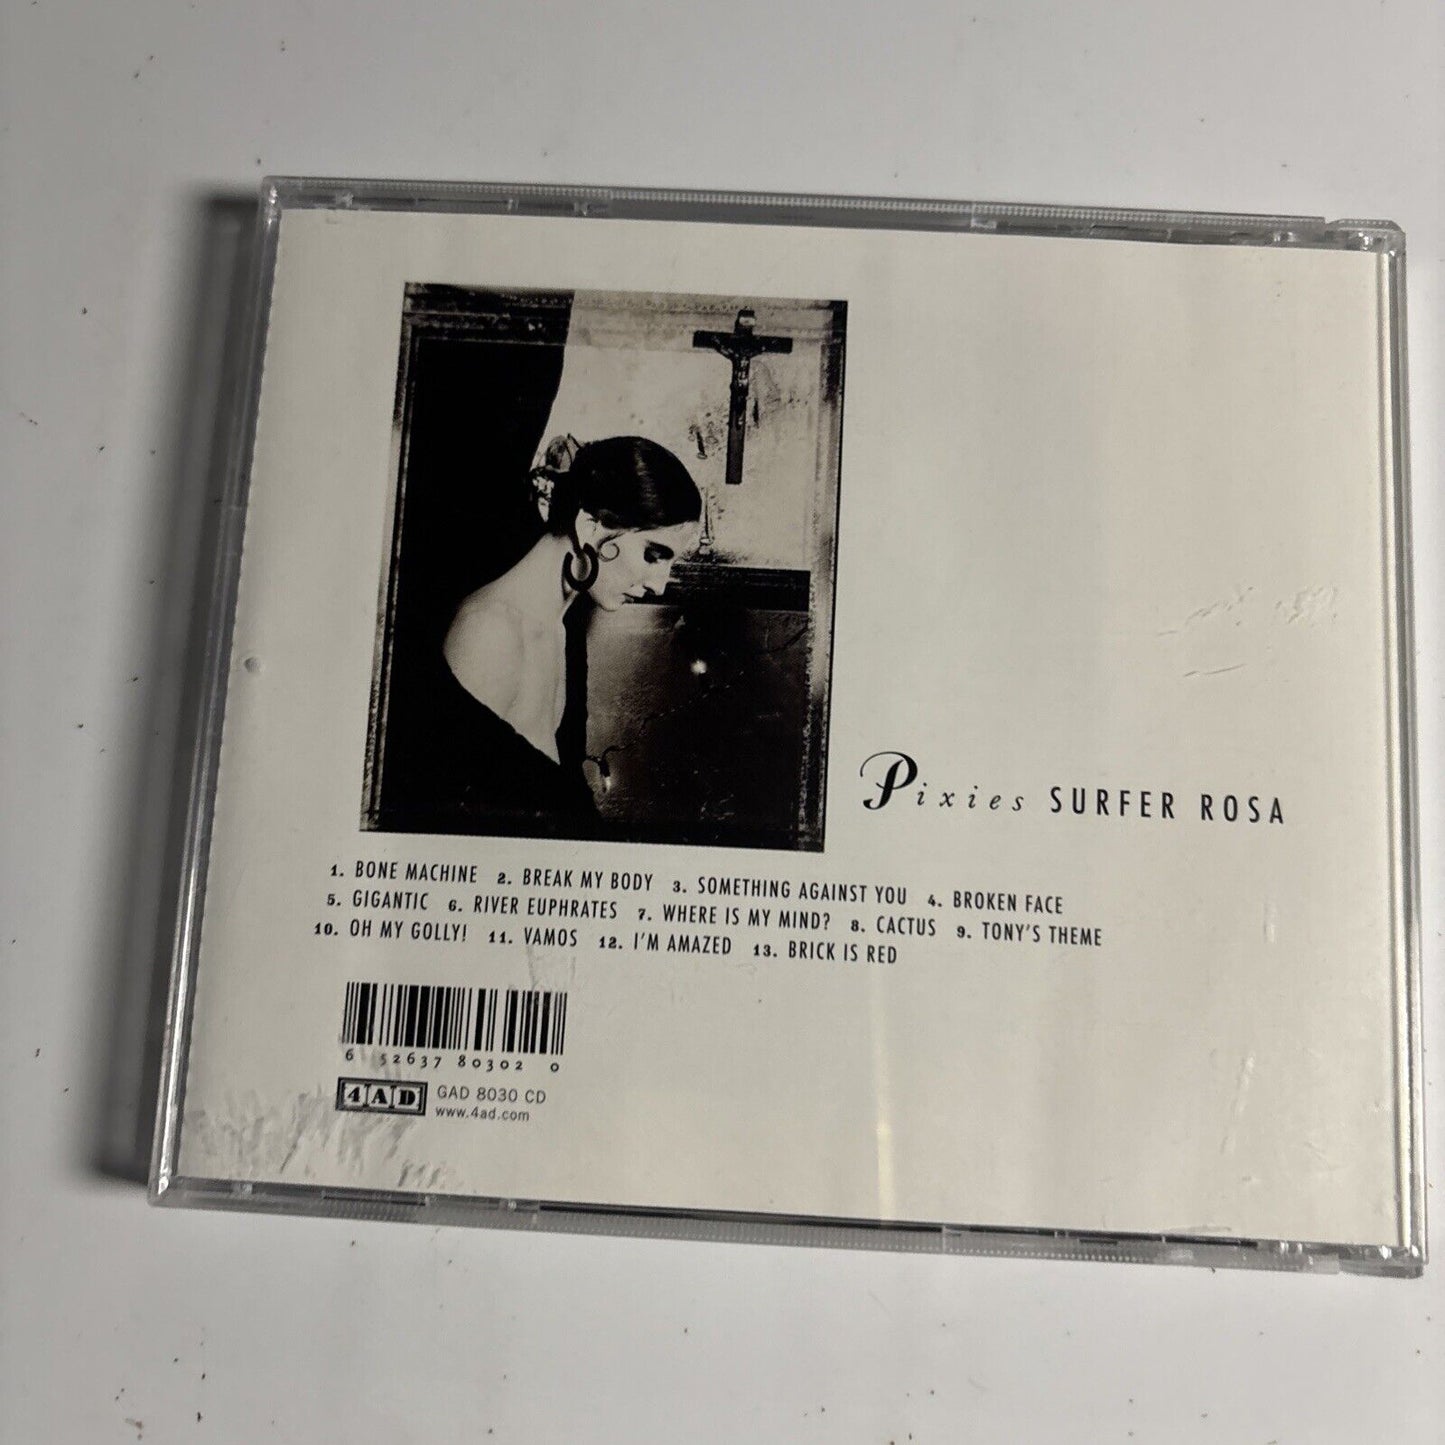 Pixies SURFER ROSA
1. BONE MACHINE 2. BREAK MY BODY 3. SOMETHING AGAINST YOU 4. BROKEN FACE
5. GIGANTIC 6. RIVER EUPHRATES 7. WHERE IS MY MIND? 8. CACTUS 9. TONY'S THEME
10. OH MY GOLLY! 11. VAMOS 12. I'M AMAZED 13. BRICK IS RED
6 52637 80302 0
4AD GAD 8030 CD
www.4ad.com